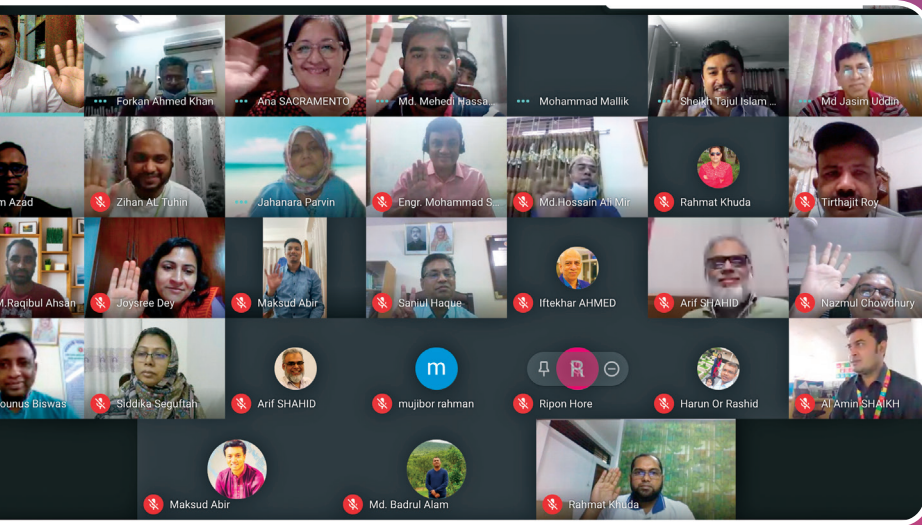 Forkan Ahmed Khan
Ana SACRAMENTO
Md. Mehedi Hassa...
Mohammad Mallik
Sheikh Tajul Islam ...
Md Jasim Uddin
m Azad
Zihan AL Tuhin
Jahanara Parvin
Engr. Mohammad S...
Md.Hossain Ali Mir
Rahmat Khuda
Tirthajit Roy
M.Raqibul Ahsan
Joysree Dey
Maksud Abir
Saniul Haque
Iftekhar AHMED
Arif SHAHID
Nazmul Chowdhury
ounus Biswas
Siddika Seguftah
Arif SHAHID
m
mujibor rahman
R
Ripon Hore
Harun Or Rashid
Al Amin SHAIKH
Maksud Abir
Md. Badrul Alam
Rahmat Khuda